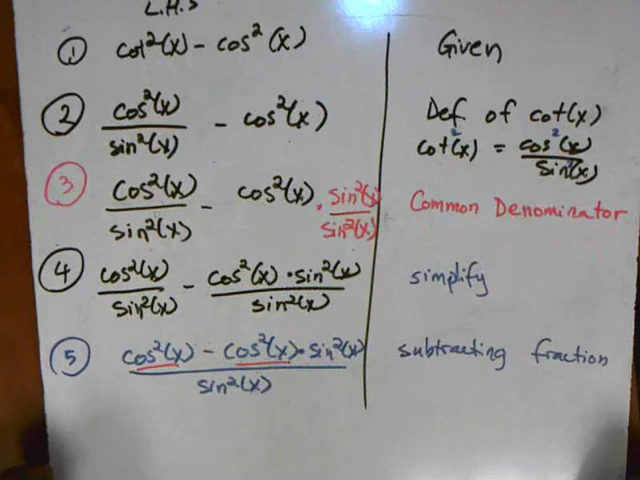 L.H.S
① cot²(x) - cos²(x) Given
② cos²(x)/sin²(x) - cos²(x) Def of cot(x)
cot²(x) = cos²(x)/sin²(x)
③ cos²(x)/sin²(x) - cos²(x) · sin²(x)/sin²(x) Common Denominator
④ cos²(x)/sin²(x) - cos²(x) · sin²(x)/sin²(x) simplify
⑤ cos²(x) - cos²(x) · sin²(x)/sin²(x) subtracting fraction